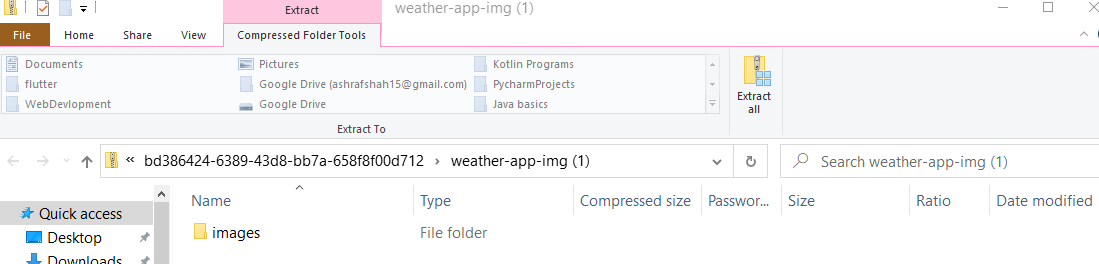 Extract weather-app-img (1)
File Home Share View Compressed Folder Tools
Documents Pictures Kotlin Programs
flutter Google Drive (ashrafshah15@gmail.com) PycharmProjects
WebDevlopment Google Drive Java basics
Extract
all
Extract To
« bd386424-6389-43d8-bb7a-658f8f00d712 › weather-app-img (1) Search weather-app-img (1)
Name Type Compressed size Passwor... Size Ratio Date modified
Quick access
images File folder
Desktop
Downloads